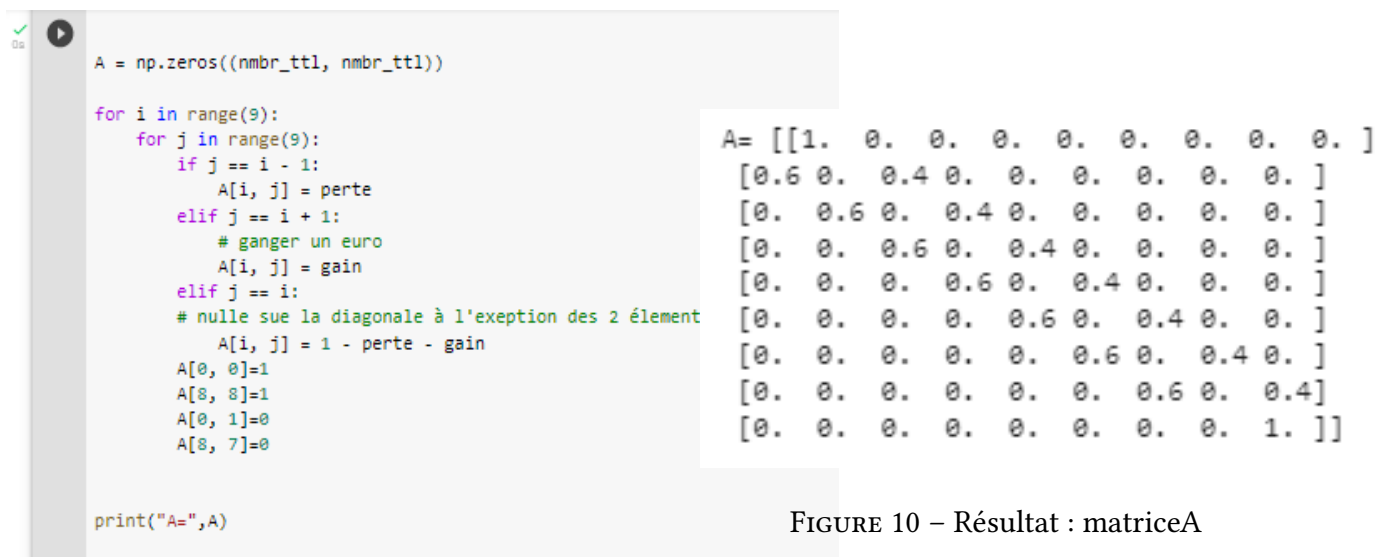 0s
A = np.zeros((nmbr_ttl, nmbr_ttl))
for i in range(9):
for j in range(9):
if j == i - 1:
A[i, j] = perte
elif j == i + 1:
# ganger un euro
A[i, j] = gain
elif j == i:
# nulle sue la diagonale à l'exeption des 2 élement
A[i, j] = 1 - perte - gain
A[0, 0]=1
A[8, 8]=1
A[0, 1]=0
A[8, 7]=0
print("A=",A)
A= [[1. 0. 0. 0. 0. 0. 0. 0. 0. ]
[0.6 0. 0.4 0. 0. 0. 0. 0. 0. ]
[0. 0.6 0. 0.4 0. 0. 0. 0. 0. ]
[0. 0. 0.6 0. 0.4 0. 0. 0. 0. ]
[0. 0. 0. 0.6 0. 0.4 0. 0. 0. ]
[0. 0. 0. 0. 0.6 0. 0.4 0. 0. ]
[0. 0. 0. 0. 0. 0.6 0. 0.4 0. ]
[0. 0. 0. 0. 0. 0. 0.6 0. 0.4]
[0. 0. 0. 0. 0. 0. 0. 0. 1. ]]
FIGURE 10 – Résultat : matriceA